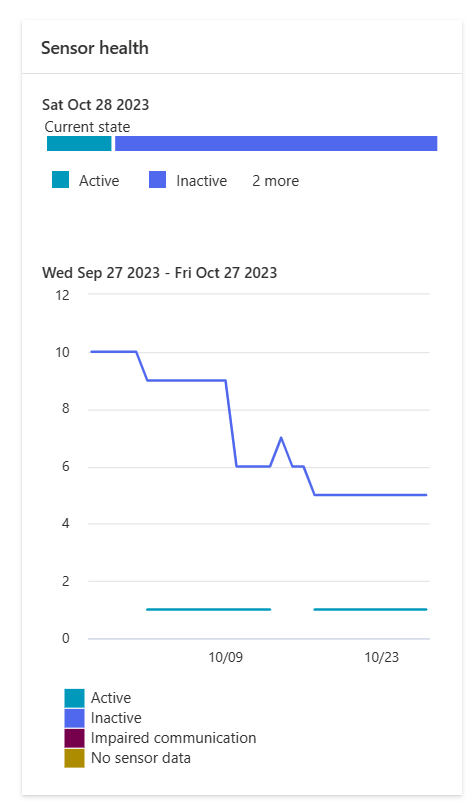 Sensor health
Sat Oct 28 2023
Current state
Active Inactive 2 more
Wed Sep 27 2023 - Fri Oct 27 2023
12
10
8
6
4
2
0
10/09 10/23
Active
Inactive
Impaired communication
No sensor data